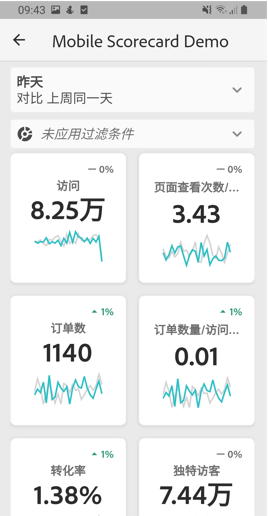 09:43
Mobile Scorecard Demo
昨天
对比 上周同一天
未应用过滤条件
0%
访问
8.25万
0%
页面查看次数/...
3.43
1%
订单数
1140
1%
订单数量/访问...
0.01
1%
转化率
1.38%
0%
独特访客
7.44万